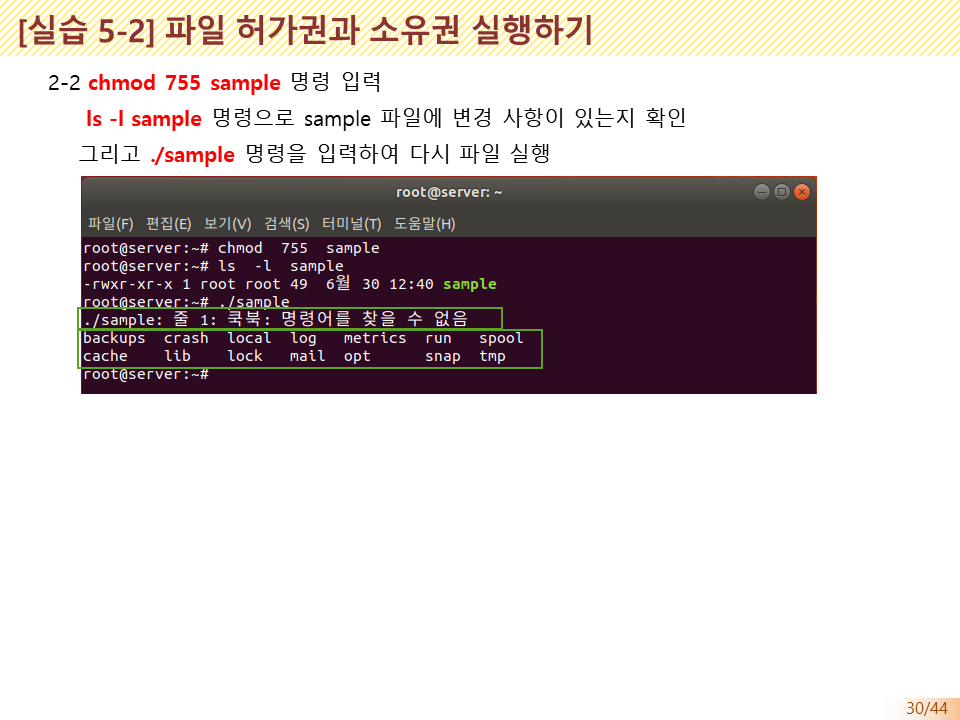 [실습 5-2] 파일 허가권과 소유권 실행하기
2-2 chmod 755 sample 명령 입력
ls -l sample 명령으로 sample 파일에 변경 사항이 있는지 확인
그리고 ./sample 명령을 입력하여 다시 파일 실행
root@server: ~
파일(F) 편집(E) 보기(V) 검색(S) 터미널(T) 도움말(H)
root@server:~# chmod  755  sample
root@server:~# ls  -l  sample
-rwxr-xr-x 1 root root 49  6월 30 12:40 sample
root@server:~# ./sample
./sample: 줄 1: 쿡북: 명령어를 찾을 수 없음
backups  crash  local  log   metrics  run   spool
cache    lib    lock   mail  opt      snap  tmp
root@server:~#
30/44